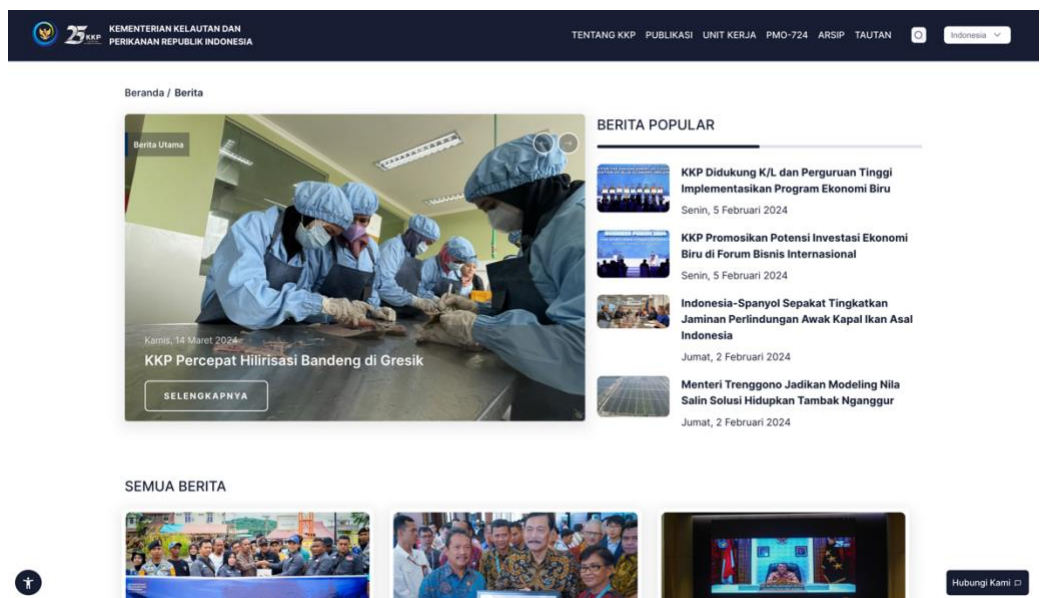 25 KKP
KEMENTERIAN KELAUTAN DAN
PERIKANAN REPUBLIK INDONESIA
TENTANG KKP PUBLIKASI UNIT KERJA PMO-724 ARSIP TAUTAN
Indonesia
Beranda / Berita
Berita Utama
Kamis, 14 Maret 2024
KKP Percepat Hilirisasi Bandeng di Gresik
SELENGKAPNYA
BERITA POPULAR
KKP Didukung K/L dan Perguruan Tinggi
Implementasikan Program Ekonomi Biru
Senin, 5 Februari 2024
KKP Promosikan Potensi Investasi Ekonomi
Biru di Forum Bisnis Internasional
Senin, 5 Februari 2024
Indonesia-Spanyol Sepakat Tingkatkan
Jaminan Perlindungan Awak Kapal Ikan Asal
Indonesia
Jumat, 2 Februari 2024
Menteri Trenggono Jadikan Modeling Nila
Salin Solusi Hidupkan Tambak Nganggur
Jumat, 2 Februari 2024
SEMUA BERITA
Hubungi Kami